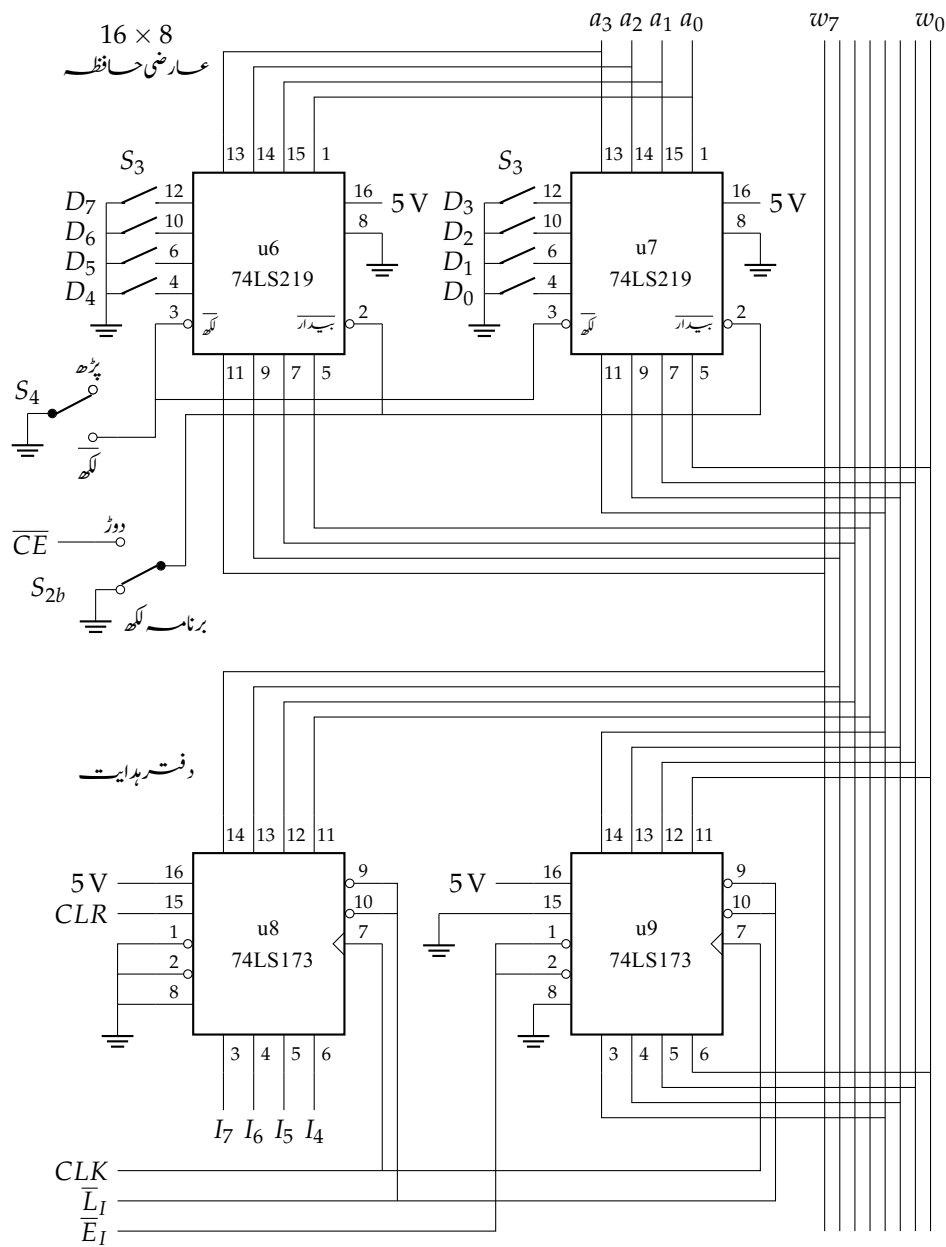 16 × 8
عارضی حافظہ
a3 a2 a1 a0 w7 w0
13 14 15 1
13 14 15 1
S3
D7 12
D6 10
D5 6
D4 4
3
u6
74LS219
لکھ
بیدار
16 5 V
8
2
11 9 7 5
S3
D3 12
D2 10
D1 6
D0 4
3
u7
74LS219
لکھ
بیدار
16 5 V
8
2
11 9 7 5
پڑھ
S4
لکھ
دوڑ
CE
S2b
برنامہ لکھ
دفتر ہدایت
14 13 12 11
14 13 12 11
5 V 16
CLR 15
1
2
8
u8
74LS173
9
10
7
3 4 5 6
I7 I6 I5 I4
5 V 16
15
1
2
8
u9
74LS173
9
10
7
3 4 5 6
CLK
L̅I
E̅I